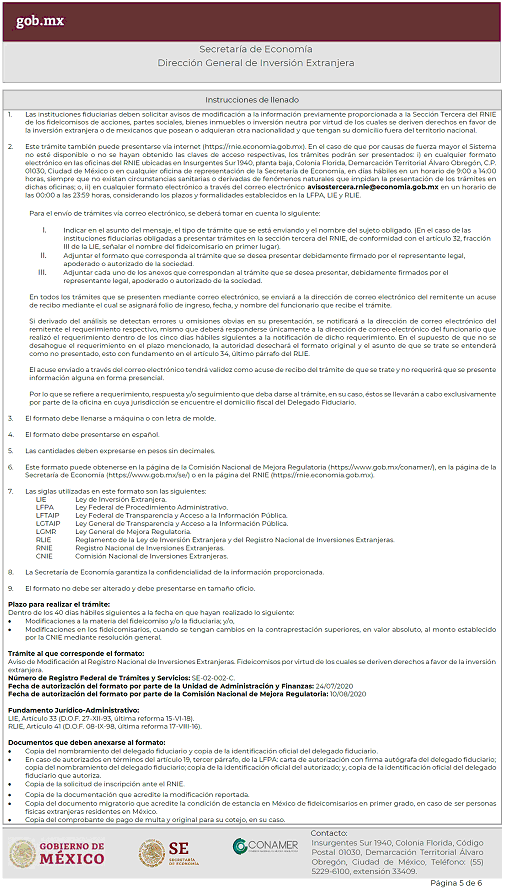 gob.mx
Secretaría de Economía
Dirección General de Inversión Extranjera
Instrucciones de llenado
1. Las instituciones fiduciarias deben solicitar avisos de modificación a la información previamente proporcionada a la Sección Tercera del RNIE
de los fideicomisos de acciones, partes sociales, bienes inmuebles o inversión neutra por virtud de los cuales se deriven derechos en favor de
la inversión extranjera o de mexicanos que posean o adquieran otra nacionalidad y que tengan su domicilio fuera del territorio nacional.
2. Este trámite también puede presentarse vía internet (https://rnie.economia.gob.mx). En el caso de que por causas de fuerza mayor el Sistema
no esté disponible o no se hayan obtenido las claves de acceso respectivas, los trámites podrán ser presentados; i) en cualquier formato
electrónico en las oficinas del RNIE ubicadas en Insurgentes Sur 1940, planta baja, Colonia Florida, Demarcación Territorial Álvaro Obregón, C.P.
01030, Ciudad de México o en cualquier oficina de representación de la Secretaría de Economía, en días hábiles en un horario de 9:00 a 14:00
horas, siempre que no existan circunstancias sanitarias o derivadas de fenómenos naturales que impidan la presentación de los trámites en
dichas oficinas; o, ii) en cualquier formato electrónico a través del correo electrónico avisostercera.rnie@economia.gob.mx en un horario de
las 00:00 a las 23:59 horas, considerando los plazos y formalidades establecidos en la LFPA, LIE y RLIE.
Para el envío de trámites vía correo electrónico, se deberá tomar en cuenta lo siguiente:
I. Indicar en el asunto del mensaje, el tipo de trámite que se está enviando y el nombre del sujeto obligado. (En el caso de las
instituciones fiduciarias obligadas a presentar trámites en la sección tercera del RNIE, de conformidad con el artículo 32, fracción
III de la LIE, señalar el nombre del fideicomisario en primer lugar).
II. Adjuntar el formato que corresponda al trámite que se desea presentar debidamente firmado por el representante legal,
apoderado o autorizado de la sociedad.
III. Adjuntar cada uno de los anexos que correspondan al trámite que se desea presentar, debidamente firmados por el
representante legal, apoderado o autorizado de la sociedad.
En todos los trámites que se presenten mediante correo electrónico, se enviará a la dirección de correo electrónico del remitente un acuse
de recibo mediante el cual se asignará folio de ingreso, fecha, y nombre del funcionario que recibe el trámite.
Si derivado del análisis se detectan errores u omisiones obvias en su presentación, se notificará a la dirección de correo electrónico del
remitente el requerimiento respectivo, mismo que deberá responderse únicamente a la dirección de correo electrónico del funcionario que
realizó el requerimiento dentro de los cinco días hábiles siguientes a la notificación de dicho requerimiento. En el supuesto de que no se
desahogue el requerimiento en el plazo mencionado, la autoridad desechará el formato original y el asunto de que se trate se entenderá
como no presentado, esto con fundamento en el artículo 34, último párrafo del RLIE.
El acuse enviado a través del correo electrónico tendrá validez como acuse de recibo del trámite de que se trate y no requerirá que se presente
información alguna en forma presencial.
Por lo que se refiere a requerimiento, respuesta y/o seguimiento que deba darse al trámite, en su caso, éstos se llevarán a cabo exclusivamente
por parte de la oficina en cuya jurisdicción se encuentre el domicilio fiscal del Delegado Fiduciario.
3. El formato debe llenarse a máquina o con letra de molde.
4. El formato debe presentarse en español.
5. Las cantidades deben expresarse en pesos sin decimales.
6. Este formato puede obtenerse en la página de la Comisión Nacional de Mejora Regulatoria (https://www.gob.mx/conamer/), en la página de la
Secretaría de Economía (https://www.gob.mx/se/) o en la página del RNIE (https://rnie.economia.gob.mx).
7. Las siglas utilizadas en este formato son las siguientes:
LIE Ley de Inversión Extranjera.
LFPA Ley Federal de Procedimiento Administrativo.
LFTAIP Ley Federal de Transparencia y Acceso a la Información Pública.
LGTAIP Ley General de Transparencia y Acceso a la Información Pública.
LGMR Ley General de Mejora Regulatoria.
RLIE Reglamento de la Ley de Inversión Extranjera y del Registro Nacional de Inversiones Extranjeras.
RNIE Registro Nacional de Inversiones Extranjeras.
CNIE Comisión Nacional de Inversiones Extranjeras.
8. La Secretaría de Economía garantiza la confidencialidad de la información proporcionada.
9. El formato no debe ser alterado y debe presentarse en tamaño oficio.
Plazo para realizar el trámite:
Dentro de los 40 días hábiles siguientes a la fecha en que hayan realizado lo siguiente:
• Modificaciones a la materia del fideicomiso y/o la fiduciaria; y/o,
• Modificaciones en los fideicomisarios, cuando se tengan cambios en la contraprestación superiores, en valor absoluto, al monto establecido
por la CNIE mediante resolución general.
Trámite al que corresponde el formato:
Aviso de Modificación al Registro Nacional de Inversiones Extranjeras. Fideicomisos por virtud de los cuales se deriven derechos a favor de la inversión
extranjera.
Número de Registro Federal de Trámites y Servicios: SE-02-002-C.
Fecha de autorización del formato por parte de la Unidad de Administración y Finanzas: 24/07/2020
Fecha de autorización del formato por parte de la Comisión Nacional de Mejora Regulatoria: 10/08/2020
Fundamento Jurídico-Administrativo:
LIE, Artículo 33 (D.O.F. 27-XII-93, última reforma 15-VI-18).
RLIE, Artículo 41 (D.O.F. 08-IX-98, última reforma 17-VIII-16).
Documentos que deben anexarse al formato:
• Copia del nombramiento del delegado fiduciario y copia de la identificación oficial del delegado fiduciario.
• En caso de autorizados en términos del artículo 19, tercer párrafo, de la LFPA: carta de autorización con firma autógrafa del delegado fiduciario;
copia del nombramiento del delegado fiduciario; copia de la identificación oficial del autorizado; y, copia de la identificación oficial del delegado
fiduciario que autoriza.
• Copia de la solicitud de inscripción ante el RNIE.
• Copia de la documentación que acredite la modificación reportada.
• Copia del documento migratorio que acredite la condición de estancia en México de fideicomisarios en primer grado, en caso de ser personas
físicas extranjeras residentes en México.
• Copia del comprobante de pago de multa y original para su cotejo, en su caso.
GOBIERNO DE
MÉXICO
SE
SECRETARÍA
DE ECONOMÍA
CONAMER
Contacto:
Insurgentes Sur 1940, Colonia Florida, Código
Postal 01030, Demarcación Territorial Álvaro
Obregón, Ciudad de México, Teléfono: (55)
5229-6100, extensión 33409.
Página 5 de 6